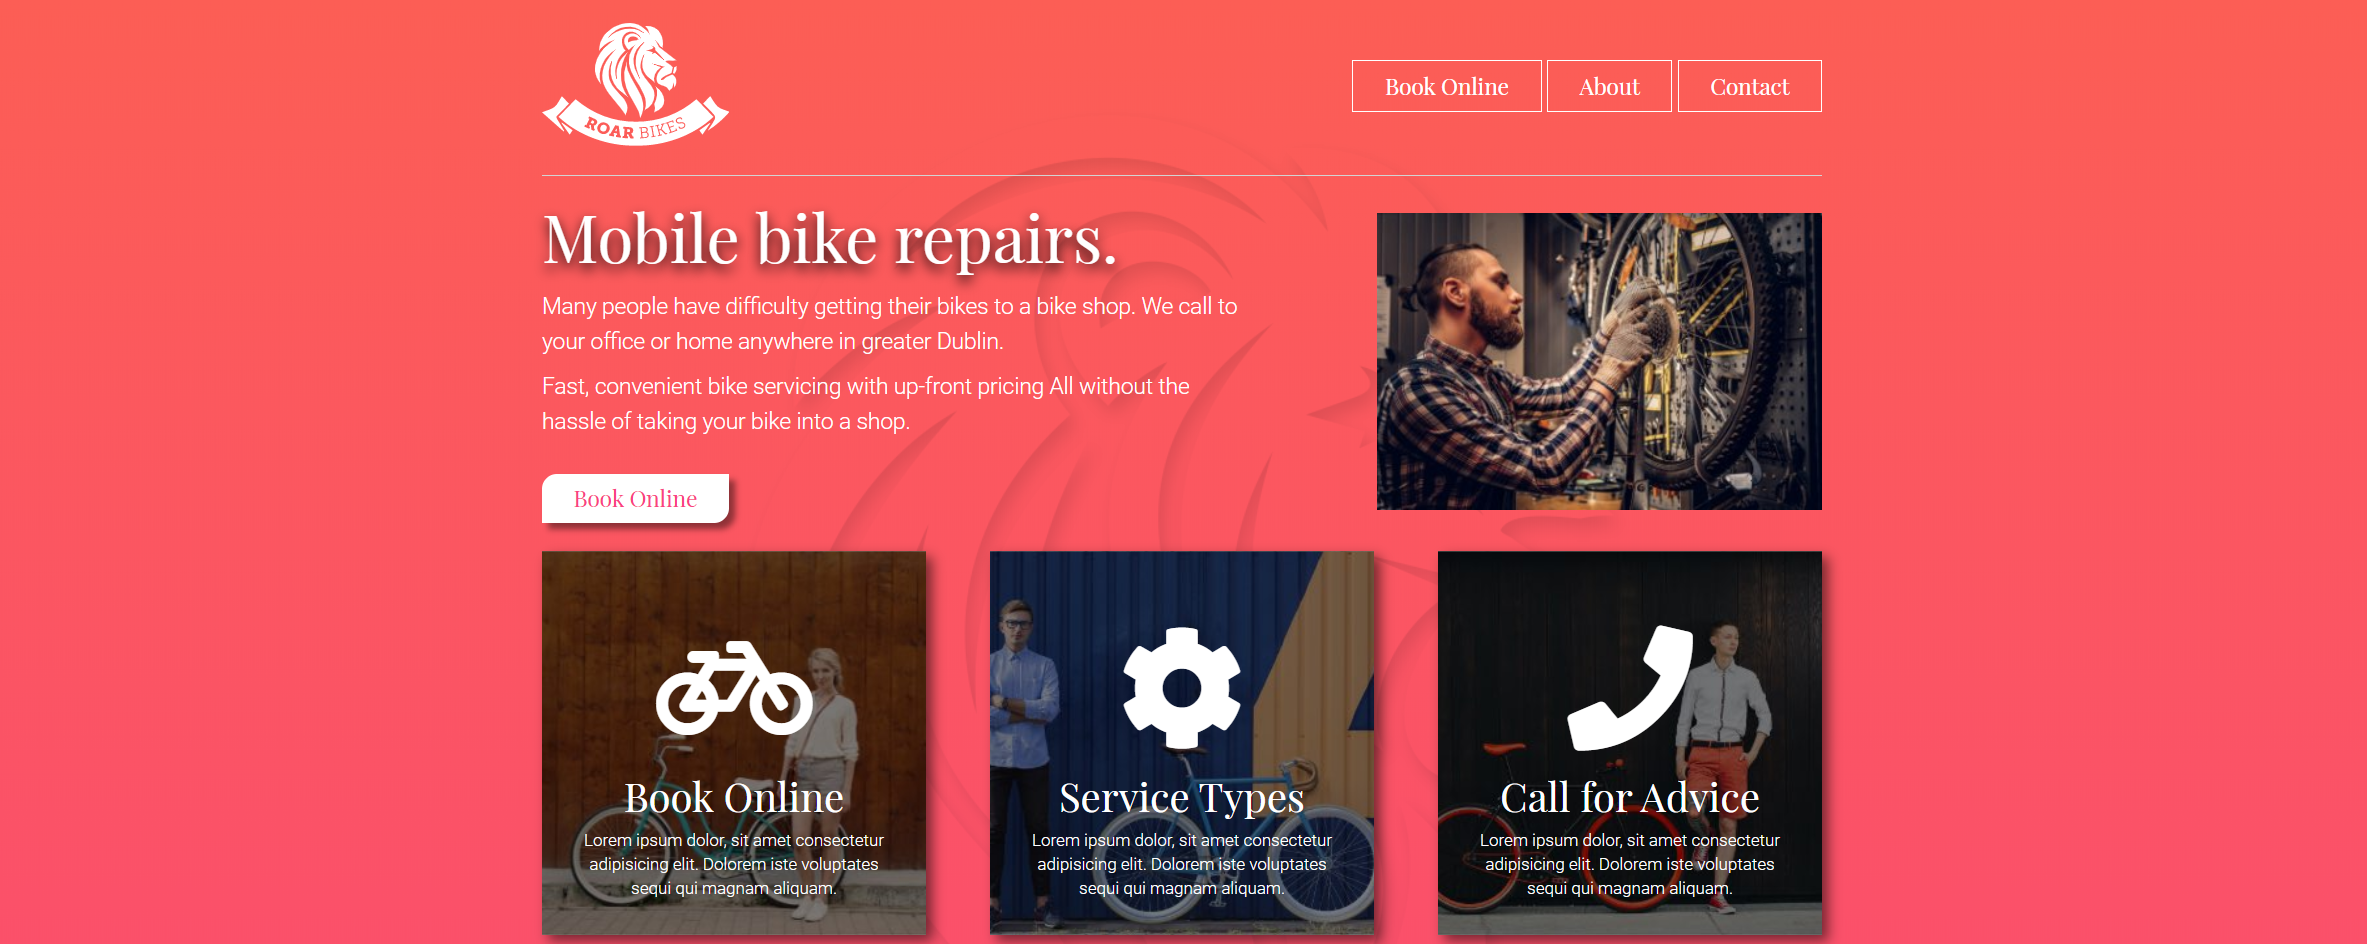 ROAR BIKES
Book Online
About
Contact
Mobile bike repairs.
Many people have difficulty getting their bikes to a bike shop. We call to
your office or home anywhere in greater Dublin.
Fast, convenient bike servicing with up-front pricing All without the
hassle of taking your bike into a shop.
Book Online
Book Online
Lorem ipsum dolor, sit amet consectetur
adipisicing elit. Dolorem iste voluptates
sequi qui magnam aliquam.
Service Types
Lorem ipsum dolor, sit amet consectetur
adipisicing elit. Dolorem iste voluptates
sequi qui magnam aliquam.
Call for Advice
Lorem ipsum dolor, sit amet consectetur
adipisicing elit. Dolorem iste voluptates
sequi qui magnam aliquam.